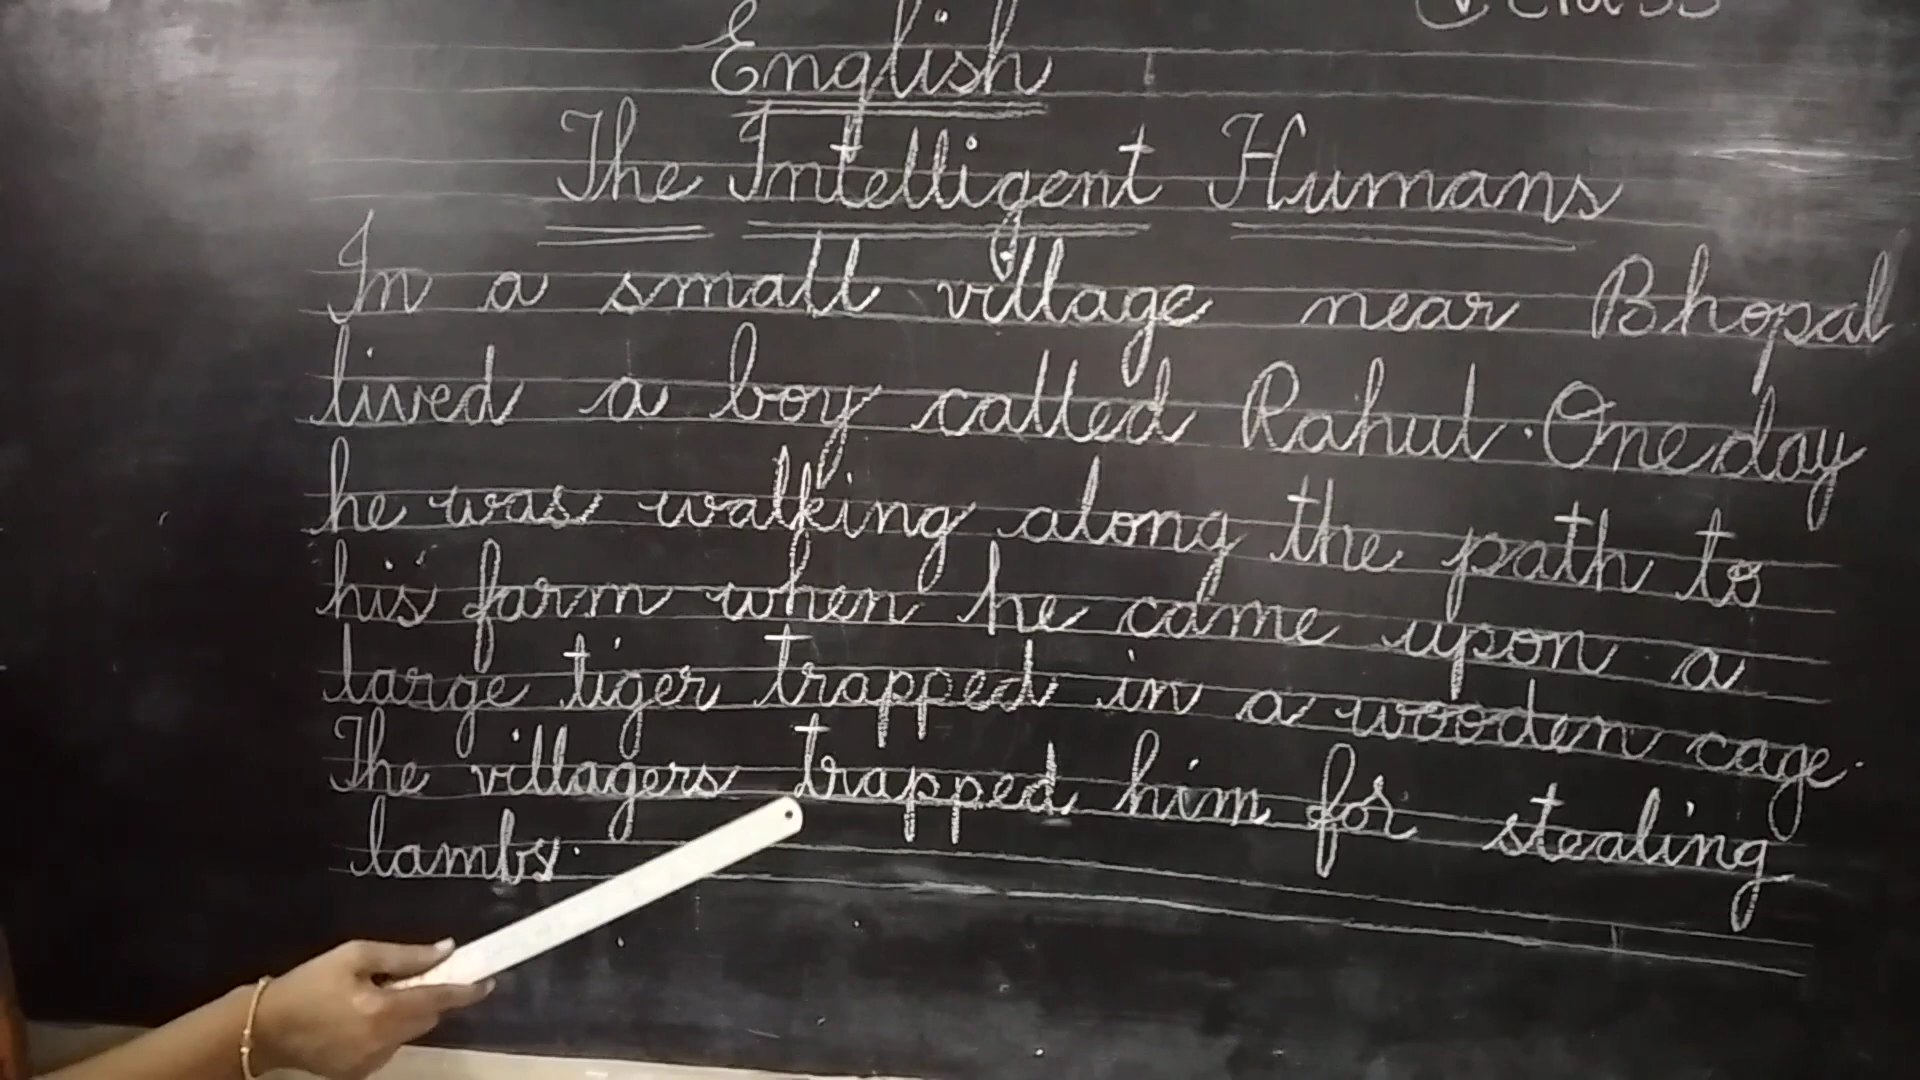 V Class
English
The Intelligent Humans
In a small village near Bhopal
lived a boy called Rahul. One day
he was walking along the path to
his farm when he came upon a
large tiger trapped in a wooden cage.
The villagers trapped him for stealing
lambs.